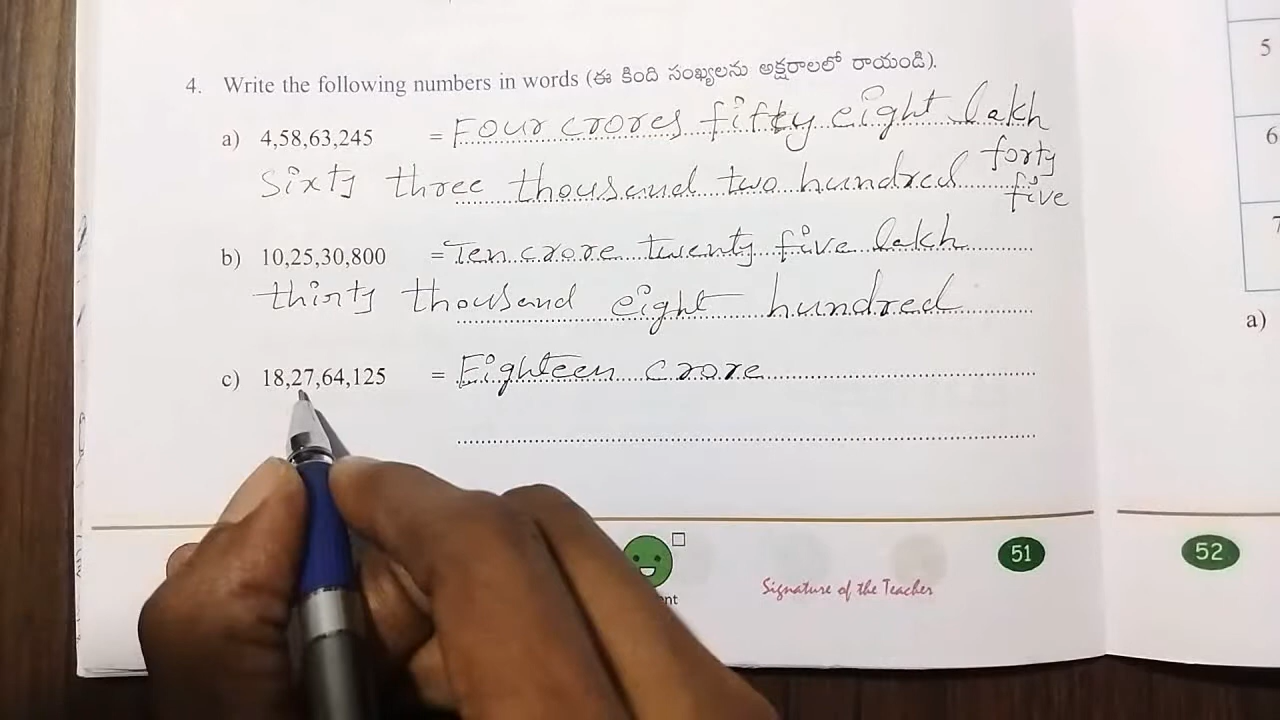 4. Write the following numbers in words (ఈ కింది సంఖ్యలను అక్షరాలలో రాయండి).
a) 4,58,63,245 = Four crores fifty eight lakh
sixty three thousand two hundred forty
five
b) 10,25,30,800 = Ten crore twenty five lakh
thirty thousand eight hundred
c) 18,27,64,125 = Eighteen crore
Signature of the Teacher
51
52
5
6
7
a)